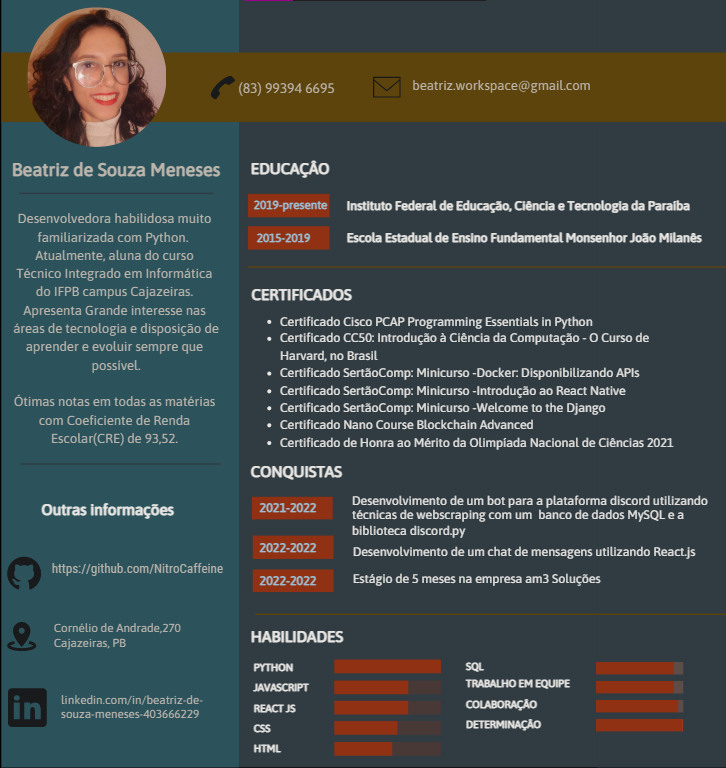 (83) 99394 6695
beatriz.workspace@gmail.com
Beatriz de Souza Meneses
Desenvolvedora habilidosa muito
familiarizada com Python.
Atualmente, aluna do curso
Técnico Integrado em Informática
do IFPB campus Cajazeiras.
Apresenta Grande interesse nas
áreas de tecnologia e disposição de
aprender e evoluir sempre que
possível.
Ótimas notas em todas as matérias
com Coeficiente de Renda
Escolar(CRE) de 93,52.
Outras informações
https://github.com/NitroCaffeine
Cornélio de Andrade,270
Cajazeiras, PB
in
linkedin.com/in/beatriz-de-
souza-meneses-403666229
EDUCAÇÂO
2019-presente Instituto Federal de Educação, Ciência e Tecnologia da Paraíba
2015-2019 Escola Estadual de Ensino Fundamental Monsenhor João Milanês
CERTIFICADOS
• Certificado Cisco PCAP Programming Essentials in Python
• Certificado CC50: Introdução à Ciência da Computação - O Curso de
Harvard, no Brasil
• Certificado SertãoComp: Minicurso -Docker: Disponibilizando APIs
• Certificado SertãoComp: Minicurso -Introdução ao React Native
• Certificado SertãoComp: Minicurso -Welcome to the Django
• Certificado Nano Course Blockchain Advanced
• Certificado de Honra ao Mérito da Olimpíada Nacional de Ciências 2021
CONQUISTAS
2021-2022 Desenvolvimento de um bot para a plataforma discord utilizando
técnicas de webscraping com um banco de dados MySQL e a
biblioteca discord.py
2022-2022 Desenvolvimento de um chat de mensagens utilizando React.js
2022-2022 Estágio de 5 meses na empresa am3 Soluções
HABILIDADES
PYTHON
JAVASCRIPT
REACT JS
CSS
HTML
SQL
TRABALHO EM EQUIPE
COLABORAÇÃO
DETERMINAÇÃO